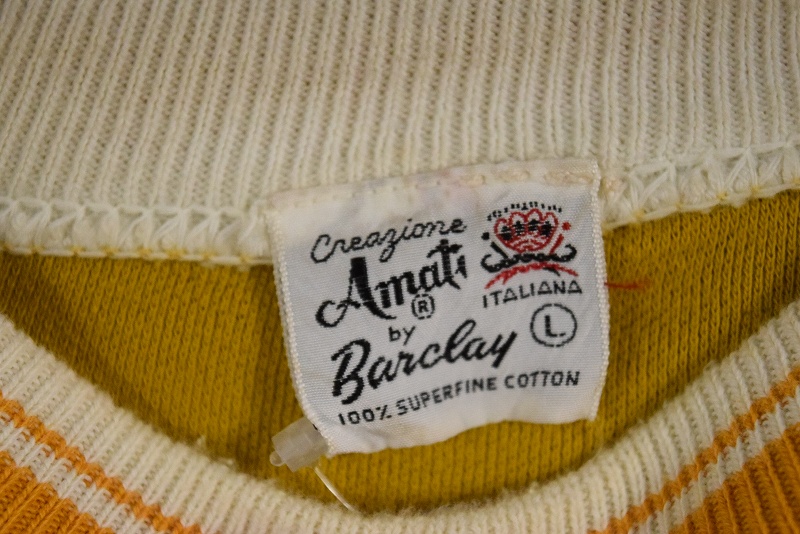 Creazione
Amati®
ITALIANA
by
L
Barclay
100% SUPERFINE COTTON